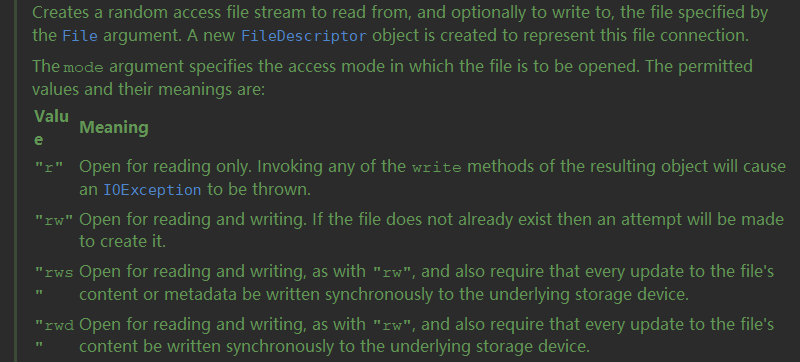 Creates a random access file stream to read from, and optionally to write to, the file specified by
the File argument. A new FileDescriptor object is created to represent this file connection.
The mode argument specifies the access mode in which the file is to be opened. The permitted
values and their meanings are:
Valu
e Meaning
"r" Open for reading only. Invoking any of the write methods of the resulting object will cause
an IOException to be thrown.
"rw" Open for reading and writing. If the file does not already exist then an attempt will be made
to create it.
"rws Open for reading and writing, as with "rw", and also require that every update to the file's
" content or metadata be written synchronously to the underlying storage device.
"rwd Open for reading and writing, as with "rw", and also require that every update to the file's
" content be written synchronously to the underlying storage device.